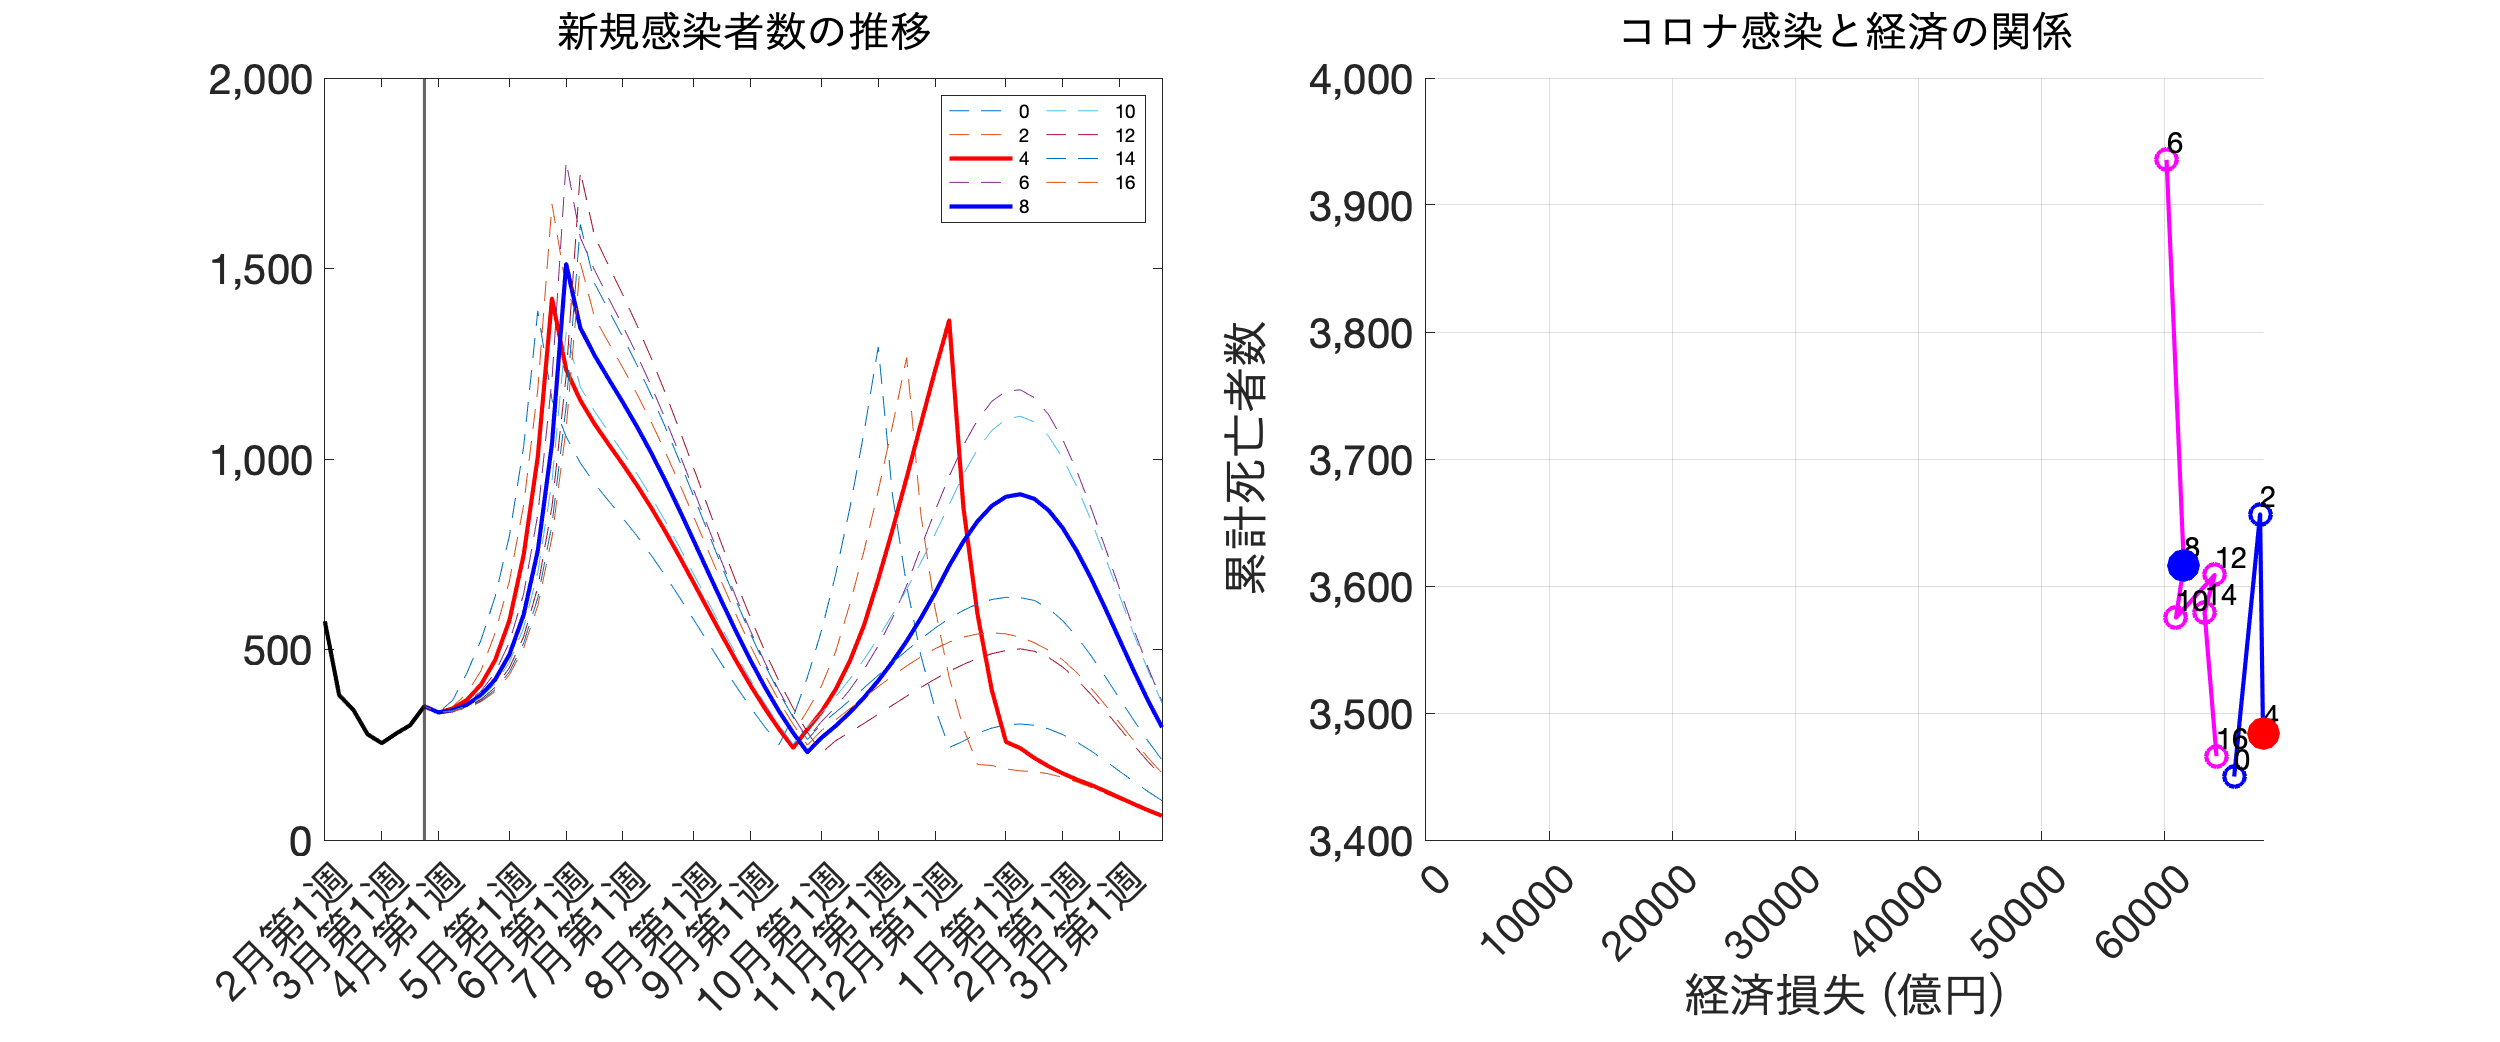 新規感染者数の推移
2,000
1,500
1,000
500
0
0
2
4
6
8
10
12
14
16
2月第1週
3月第1週
4月第1週
5月第1週
6月第1週
7月第1週
8月第1週
9月第1週
10月第1週
11月第1週
12月第1週
1月第1週
2月第1週
3月第1週
コロナ感染と経済の関係
累計死亡者数
4,000
3,900
3,800
3,700
3,600
3,500
3,400
6
2
8
12
10
14
4
16
0
0
10000
20000
30000
40000
50000
60000
経済損失 (億円)